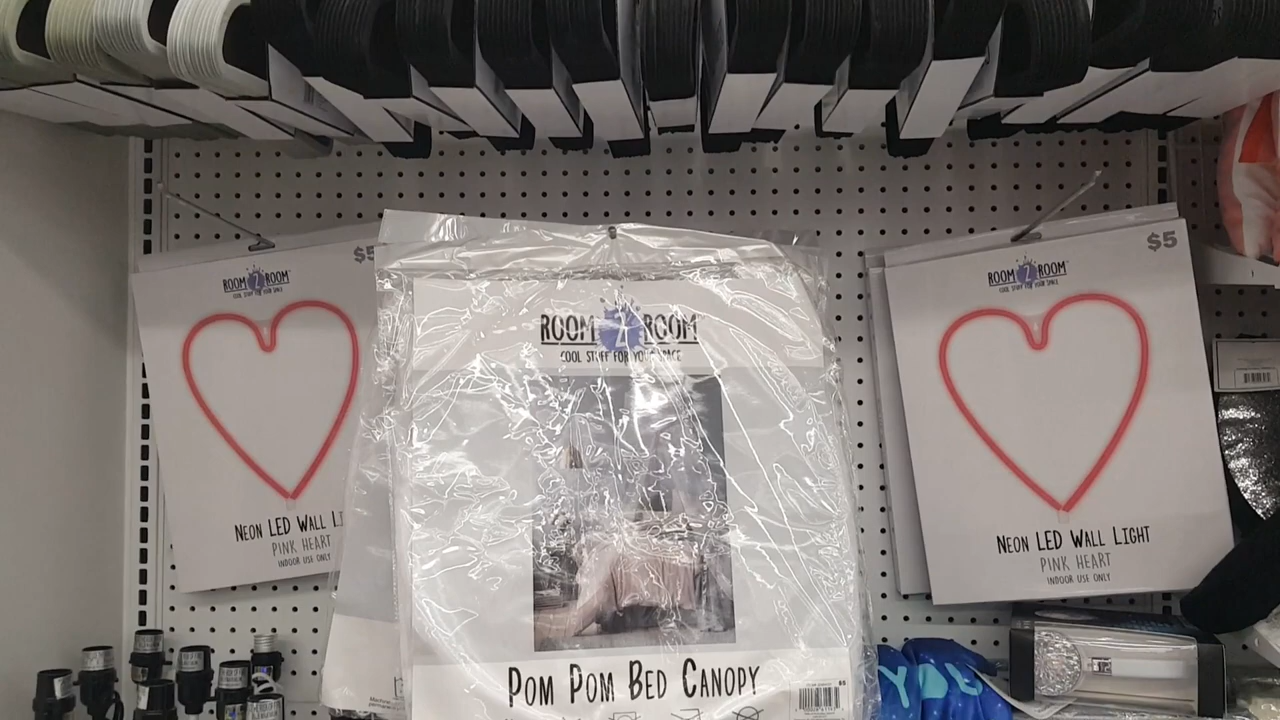 $5
ROOM 2 ROOM
COOL STUFF FOR YOUR SPACE
NEON LED WALL LI
PINK HEART
INDOOR USE ONLY
ROOM 2 ROOM
COOL STUFF FOR YOUR SPACE
POM POM BED CANOPY
$5
$5
ROOM 2 ROOM
COOL STUFF FOR YOUR SPACE
NEON LED WALL LIGHT
PINK HEART
INDOOR USE ONLY